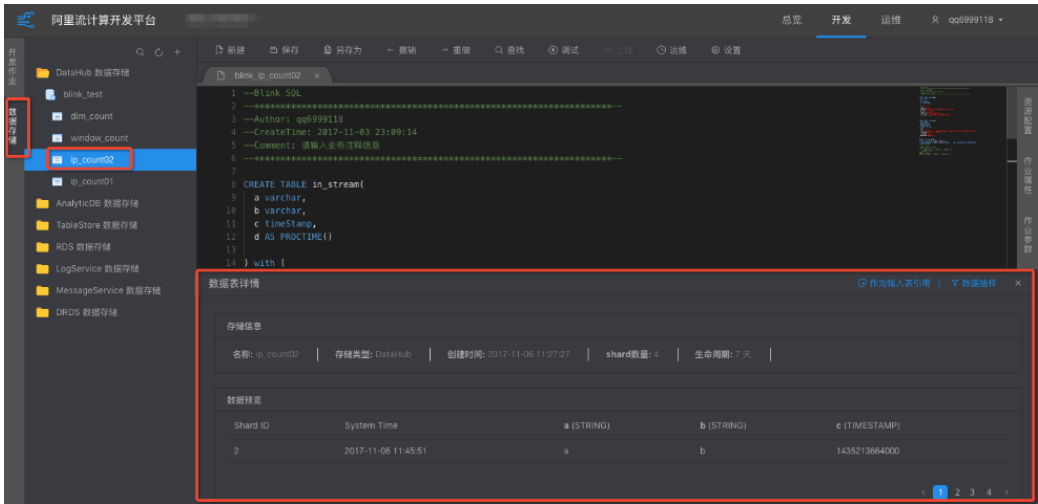 阿里流计算开发平台
总览 开发 运维 qq6999118
开发作业
数据存储
DataHub 数据存储
blink_test
dim_count
window_count
ip_count02
ip_count01
AnalyticDB 数据存储
TableStore 数据存储
RDS 数据存储
LogService 数据存储
MessageService 数据存储
DRDS 数据存储
新建 保存 另存为 撤销 重做 查找 调试 上线 运维 设置
blink_ip_count02 ×
1 --Blink SQL
2 --********************************************************************--
3 --Author: qq6999118
4 --CreateTime: 2017-11-03 23:09:14
5 --Comment: 请输入业务注释信息
6 --********************************************************************--
7
8 CREATE TABLE in_stream(
9 a varchar,
10 b varchar,
11 c timeStamp,
12 d AS PROCTIME()
13
14 ) with (
资源配置
作业属性
作业参数
数据表详情
作为输入表引用 | 数据抽样 ×
存储信息
名称: ip_count02 | 存储类型: DataHub | 创建时间: 2017-11-06 11:27:27 | shard数量: 4 | 生命周期: 7 天 |
数据预览
Shard ID System Time a (STRING) b (STRING) c (TIMESTAMP)
2 2017-11-06 11:45:51 a b 1435213664000
< 1 2 3 4 >